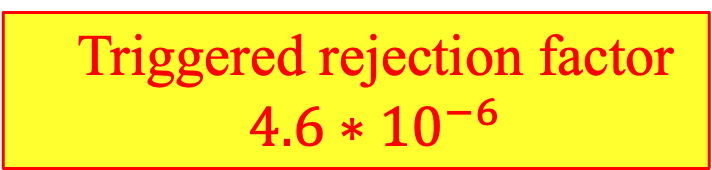 Triggered rejection factor
4.6 * 10⁻⁶